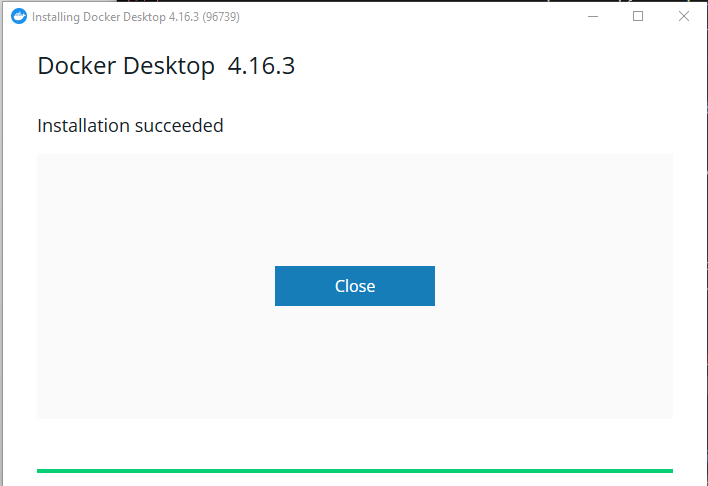 Installing Docker Desktop 4.16.3 (96739)
Docker Desktop 4.16.3
Installation succeeded
Close